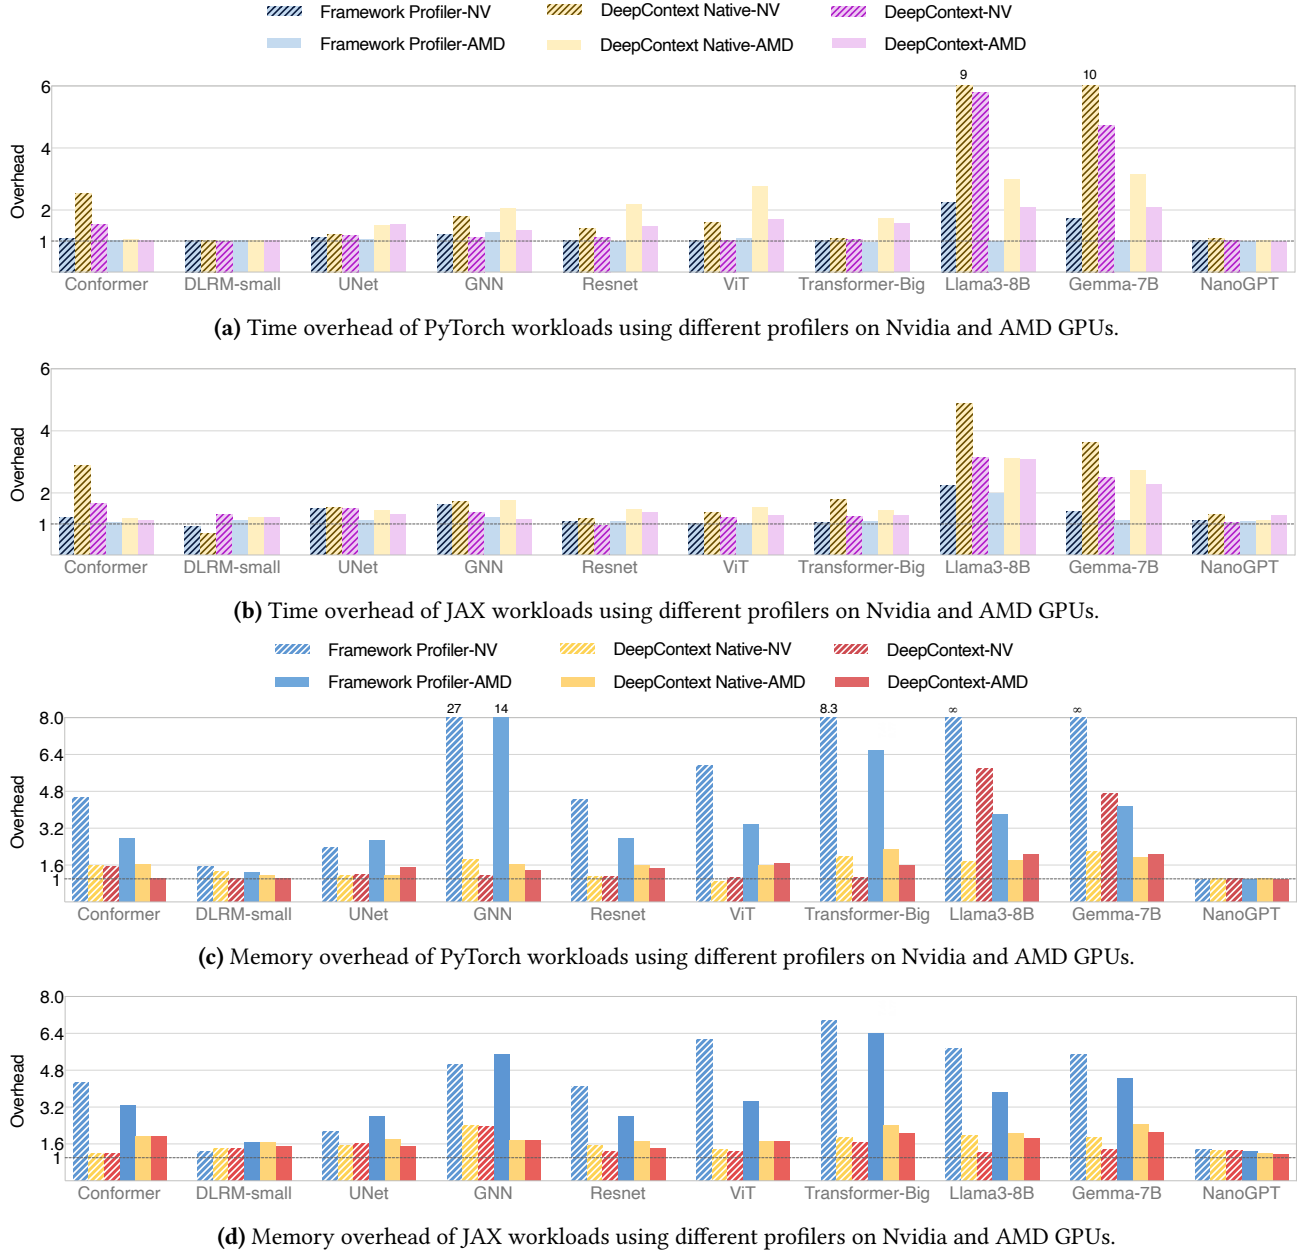 Framework Profiler-NV DeepContext Native-NV DeepContext-NV
Framework Profiler-AMD DeepContext Native-AMD DeepContext-AMD
9 10
6
4
2
1
Overhead
Conformer DLRM-small UNet GNN Resnet ViT Transformer-Big Llama3-8B Gemma-7B NanoGPT
(a) Time overhead of PyTorch workloads using different profilers on Nvidia and AMD GPUs.
6
4
2
1
Overhead
Conformer DLRM-small UNet GNN Resnet ViT Transformer-Big Llama3-8B Gemma-7B NanoGPT
(b) Time overhead of JAX workloads using different profilers on Nvidia and AMD GPUs.
Framework Profiler-NV DeepContext Native-NV DeepContext-NV
Framework Profiler-AMD DeepContext Native-AMD DeepContext-AMD
27 14 8.3 ∞ ∞
8.0
6.4
4.8
3.2
1.6
1
Overhead
Conformer DLRM-small UNet GNN Resnet ViT Transformer-Big Llama3-8B Gemma-7B NanoGPT
(c) Memory overhead of PyTorch workloads using different profilers on Nvidia and AMD GPUs.
8.0
6.4
4.8
3.2
1.6
1
Overhead
Conformer DLRM-small UNet GNN Resnet ViT Transformer-Big Llama3-8B Gemma-7B NanoGPT
(d) Memory overhead of JAX workloads using different profilers on Nvidia and AMD GPUs.